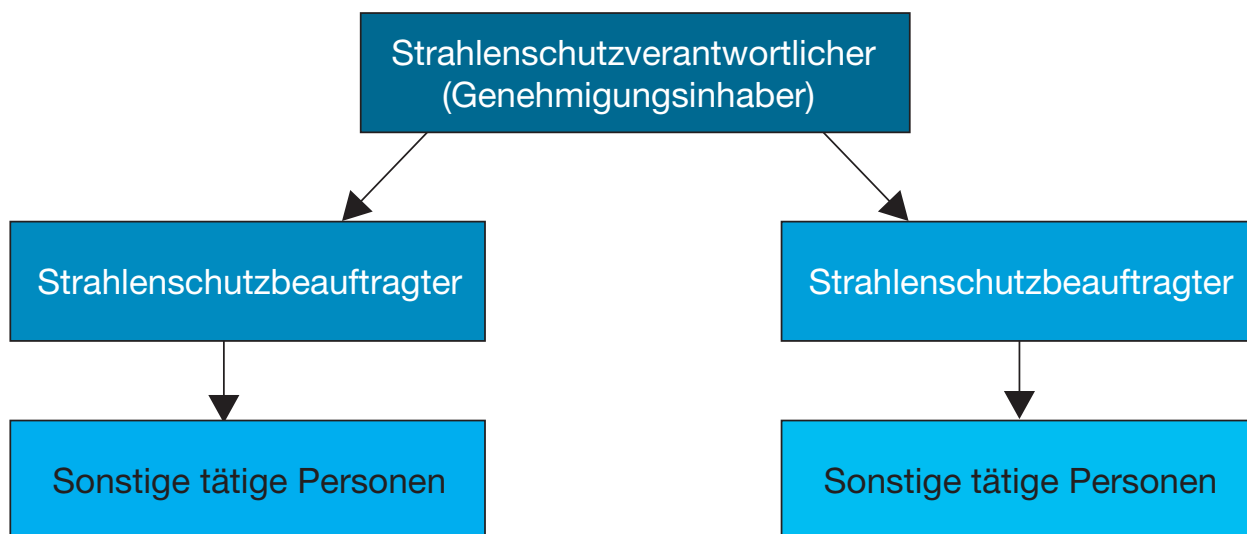 Strahlenschutzverantwortlicher
(Genehmigungsinhaber)
Strahlenschutzbeauftragter
Strahlenschutzbeauftragter
Sonstige tätige Personen
Sonstige tätige Personen